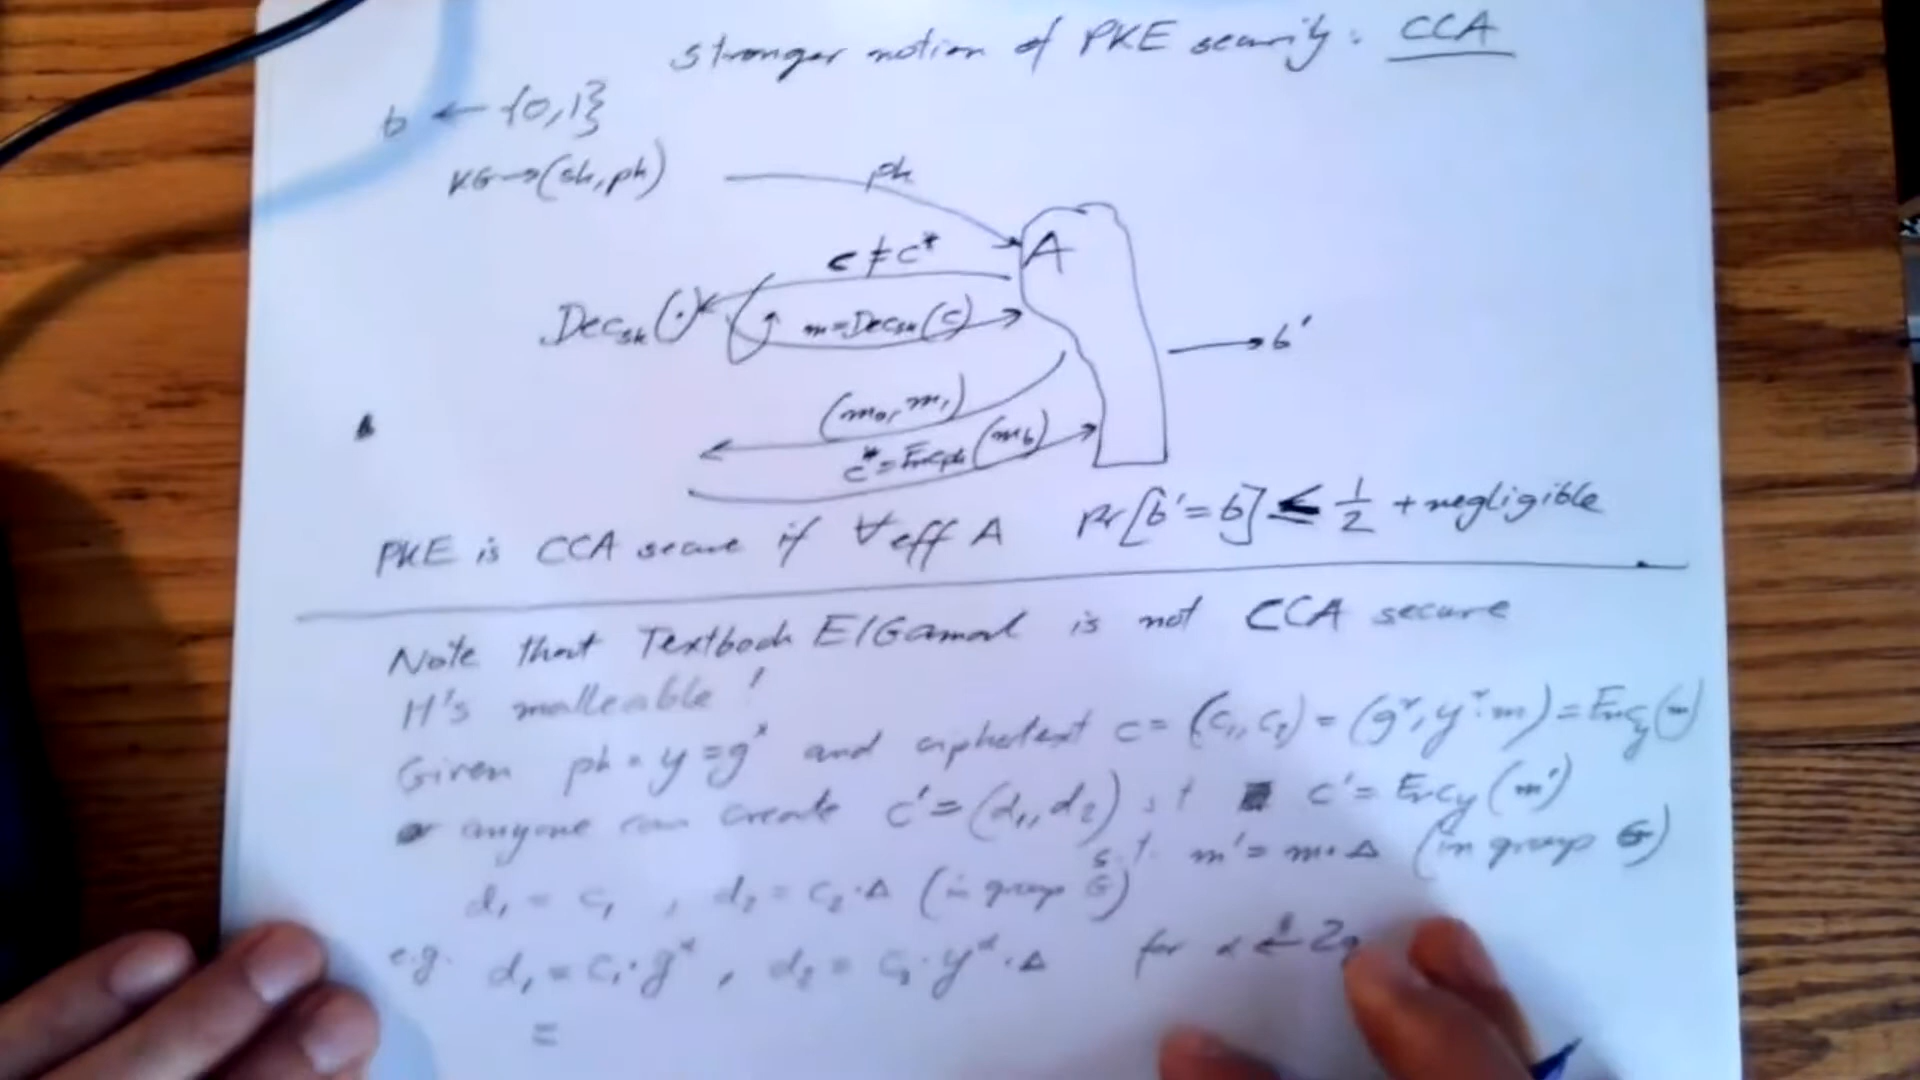 stronger notion of PKE security: CCA
b ← {0,1}
KG→(sk, pk)
pk
A
c ≠ c*
Dec_sk(·)
m=Dec_sk(c)
→ b'
(m₀, m₁)
c* = Enc_pk(m_b)
PKE is CCA secure if ∀ eff A Pr[b'=b] ≤ 1/2 + negligible
Note that Textbook ElGamal is not CCA secure
It's malleable!
Given pk = y = g^x and ciphertext c = (c₁, c₂) = (g^r, y^r·m) = Enc_y(m)
anyone can create c' = (d₁, d₂) s.t c' = Enc_y(m')
s.t. m' = m·Δ (in group G)
d₁ = c₁ , d₂ = c₂·Δ (in group G)
e.g. d₁ = c₁·g^α , d₂ = c₂·y^α·Δ for α ←
=